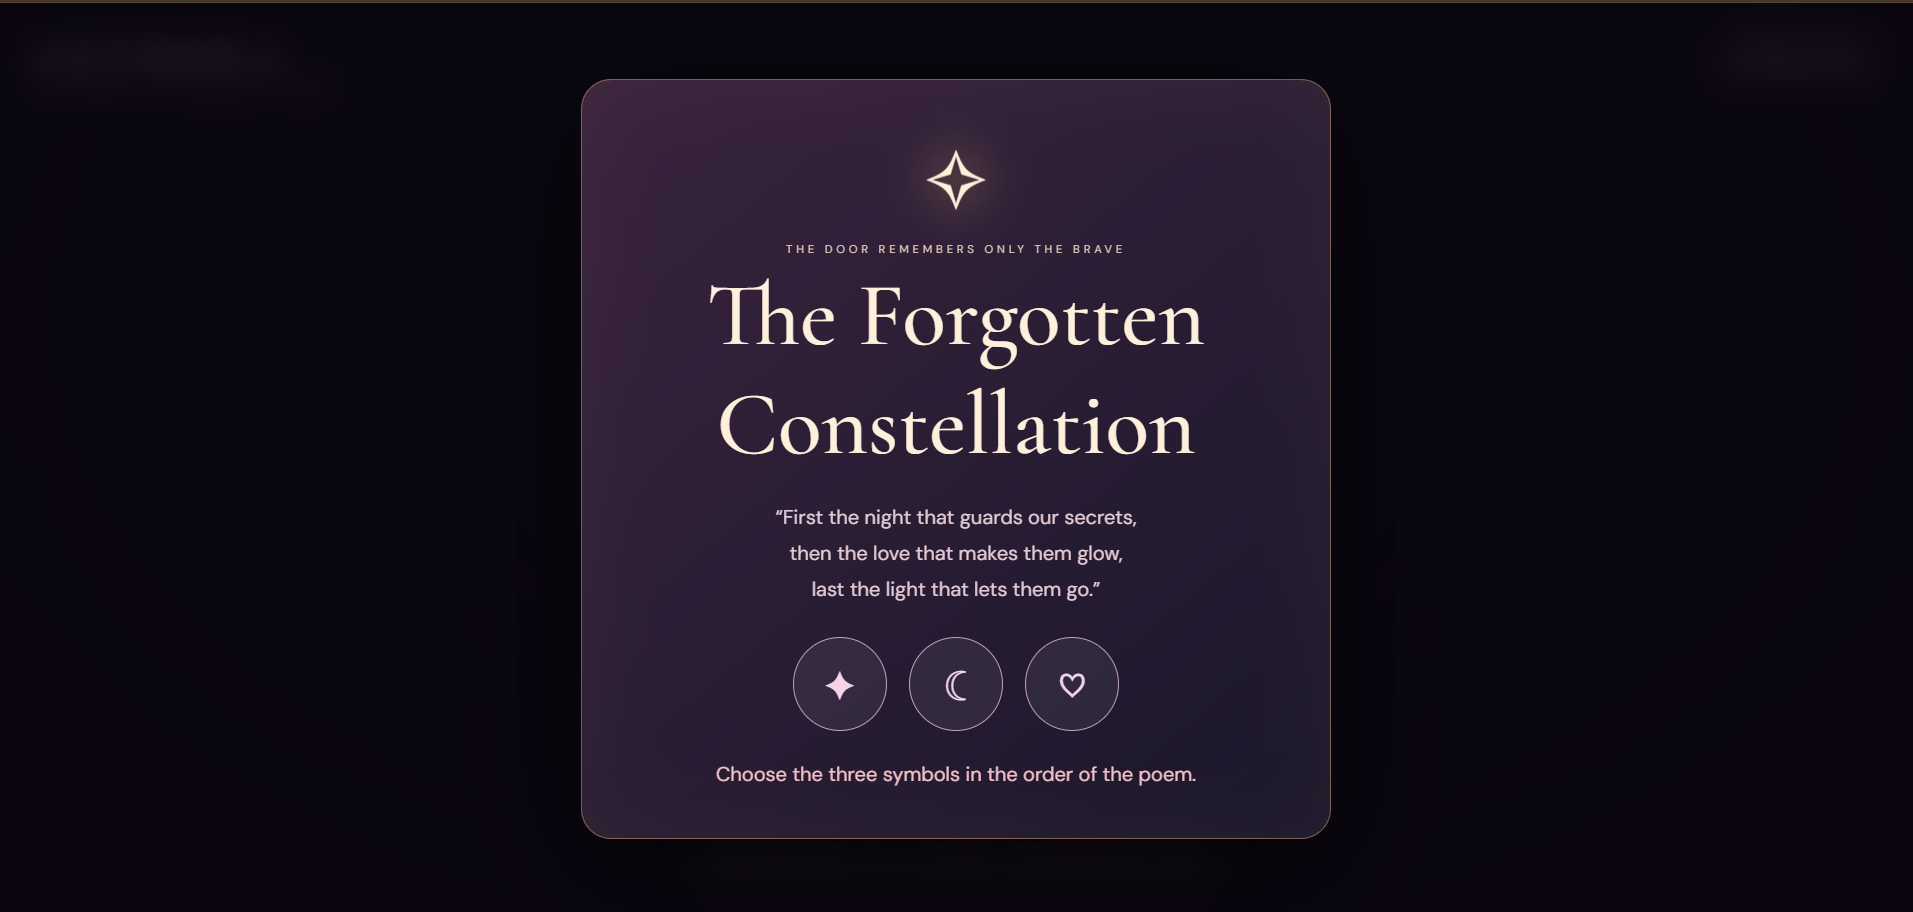 THE DOOR REMEMBERS ONLY THE BRAVE
The Forgotten
Constellation
“First the night that guards our secrets,
then the love that makes them glow,
last the light that lets them go.”
Choose the three symbols in the order of the poem.